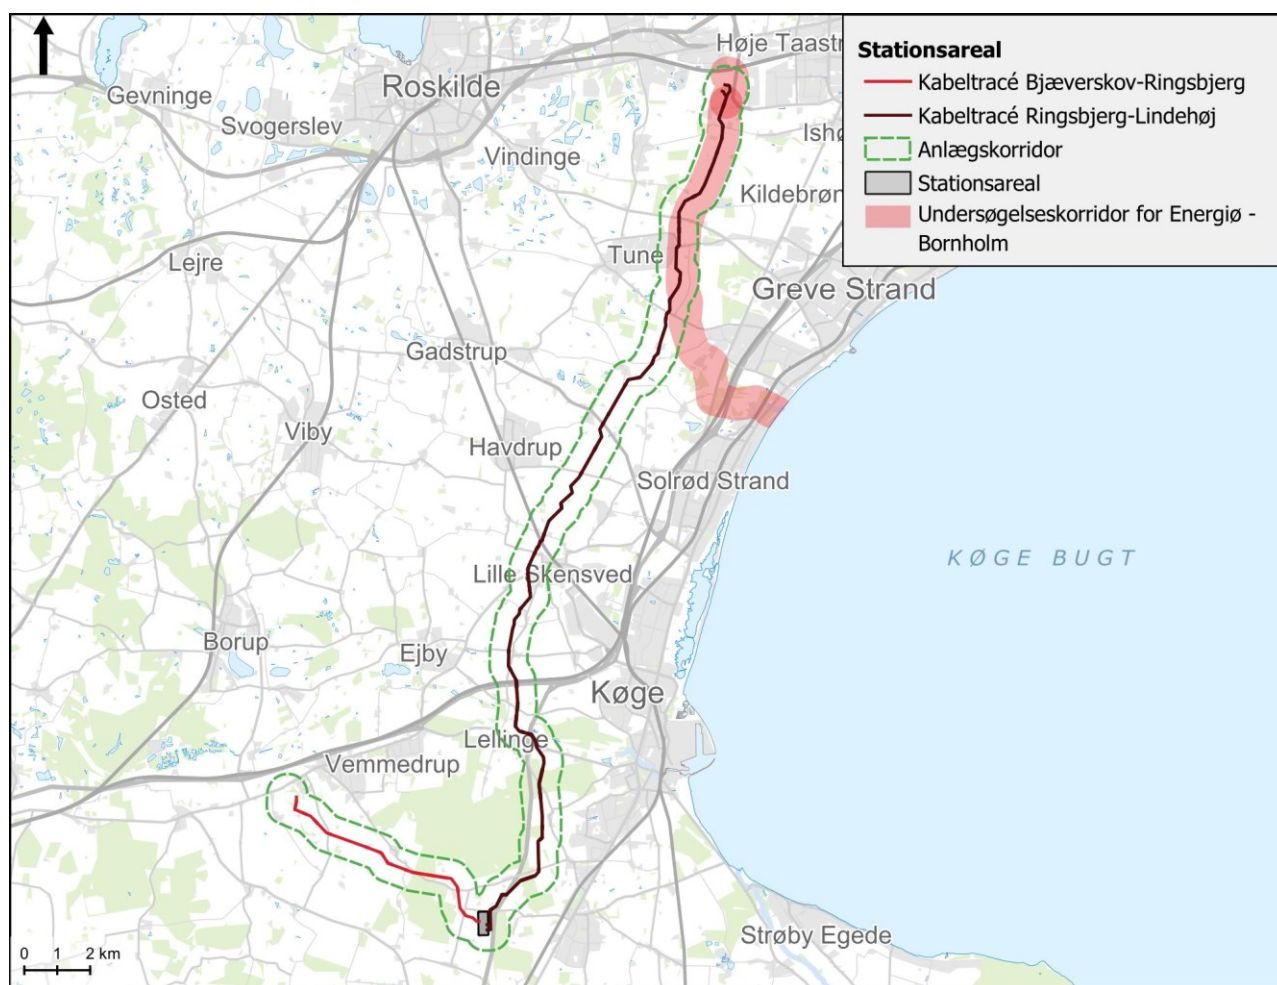 Stationsareal
Kabeltracé Bjæverskov-Ringsbjerg
Kabeltracé Ringsbjerg-Lindehøj
Anlægskorridor
Stationsareal
Undersøgelseskorridor for Energiø -
Bornholm
Høje Taastr
Gevninge
Roskilde
Svogerslev
Ishø
Vindinge
Kildebrøn
Lejre
Tune
Greve Strand
Gadstrup
Osted
Viby
Havdrup
Solrød Strand
KØGE BUGT
Lille Skensved
Borup
Ejby
Køge
Lellinge
Vemmedrup
Strøby Egede
0 1 2 km